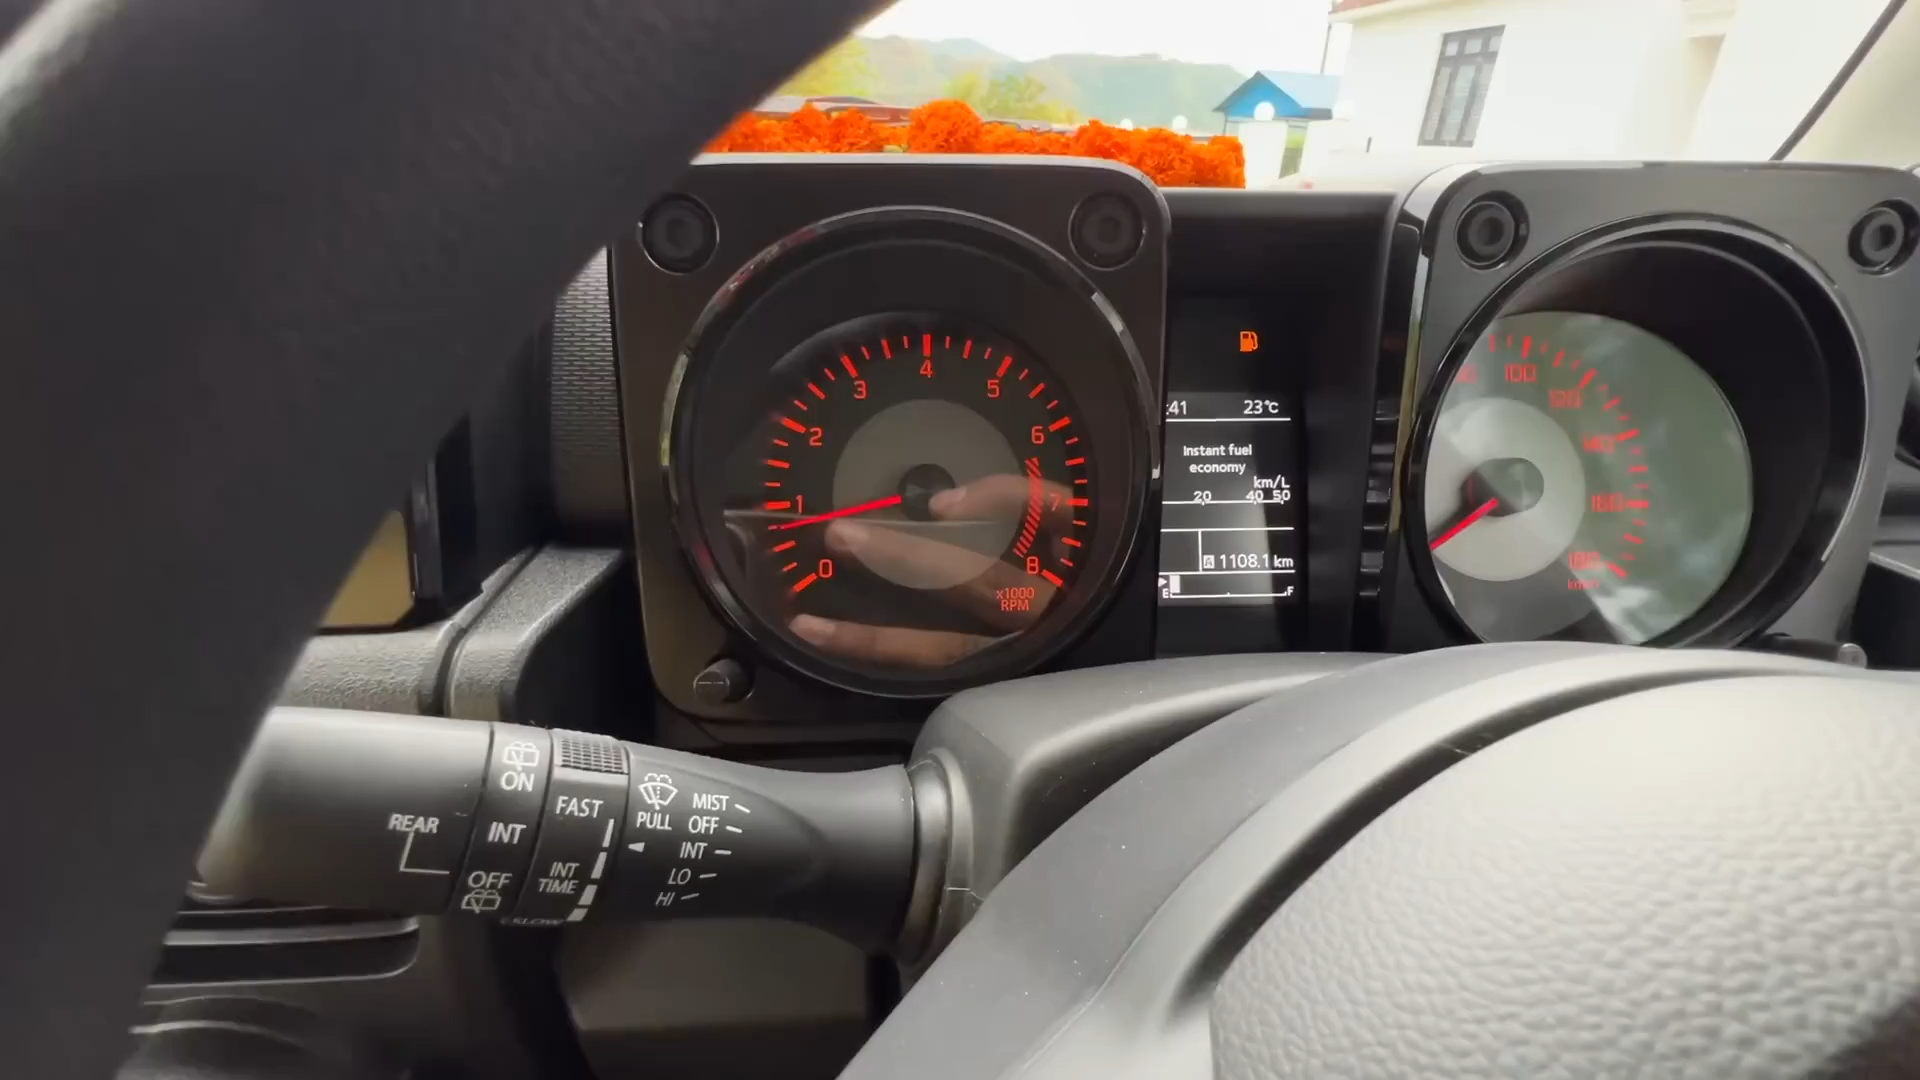 0
1
2
3
4
5
6
7
8
x1000
RPM
:41 23°C
Instant fuel
economy
km/L
20 40 50
A 1108.1 km
E F
100
120
140
160
180
km/h
REAR
ON
INT
OFF
FAST
INT
TIME
SLOW
PULL
MIST
OFF
INT
LO
HI